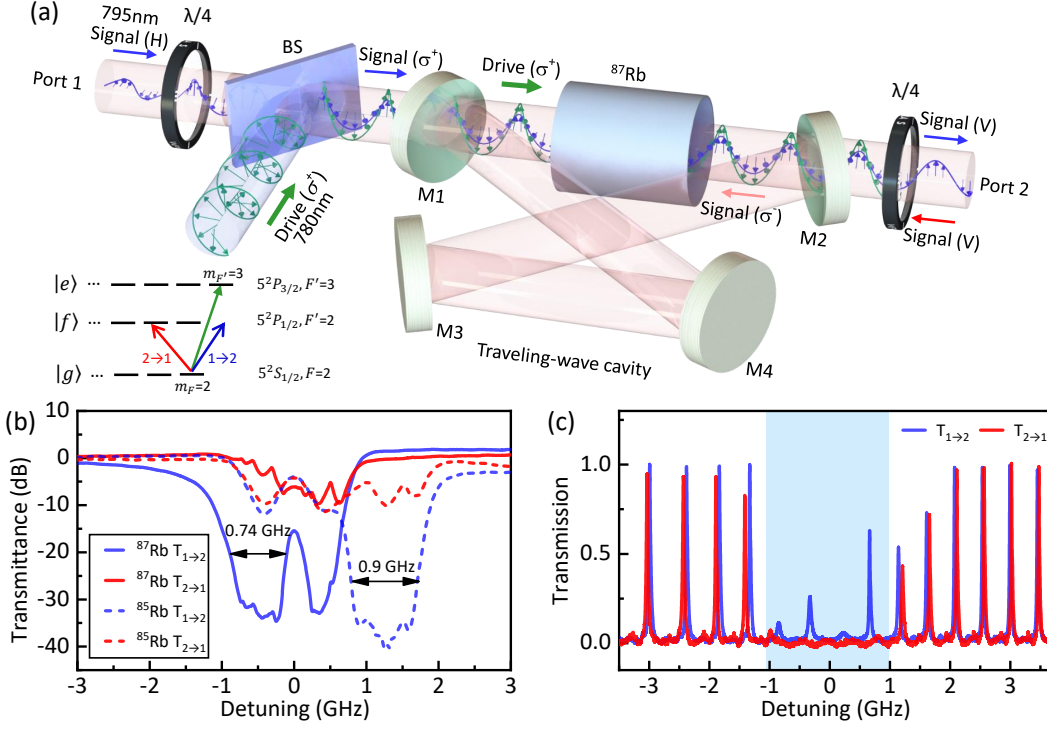 (a)
795nm
Signal (H)
λ/4
BS
Signal (σ⁺)
Drive (σ⁺)
⁸⁷Rb
λ/4
Signal (V)
Port 1
Port 2
M1
Signal (σ⁻)
M2
Signal (V)
Drive (σ⁺)
780nm
M3
M4
Traveling-wave cavity
|e⟩ ... m_F'=3 5²P₃/₂, F'=3
|f⟩ ... 5²P₁/₂, F'=2
2→1 1→2
|g⟩ ... 5²S₁/₂, F=2
m_F=2
(b)
Transmittance (dB)
10
0
-10
-20
-30
-40
0.74 GHz
0.9 GHz
⁸⁷Rb T₁→₂
⁸⁷Rb T₂→₁
⁸⁵Rb T₁→₂
⁸⁵Rb T₂→₁
-3 -2 -1 0 1 2 3
Detuning (GHz)
(c)
T₁→₂ T₂→₁
Transmission
1.0
0.5
0.0
-3 -2 -1 0 1 2 3
Detuning (GHz)